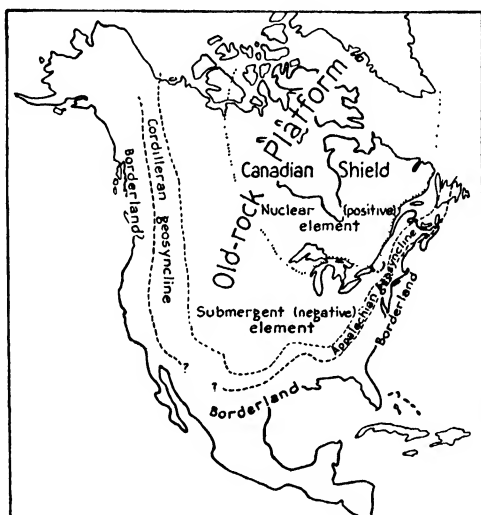 Old-rock Platform
Cordilleran geosyncline
Borderland
Canadian Shield
Nuclear (positive)
element
Submergent (negative)
element
Appalachian geosyncline
Borderland
?
?
Borderland